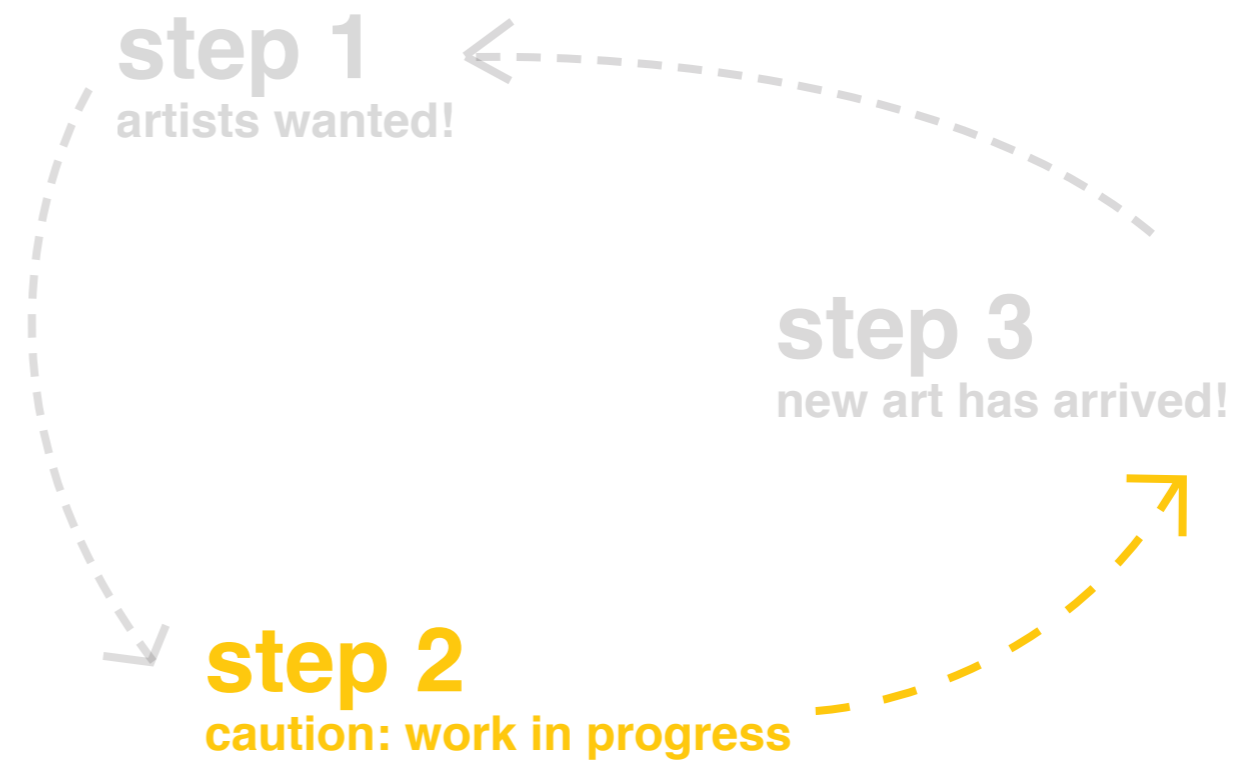 step 1
artists wanted!
step 2
caution: work in progress
step 3
new art has arrived!